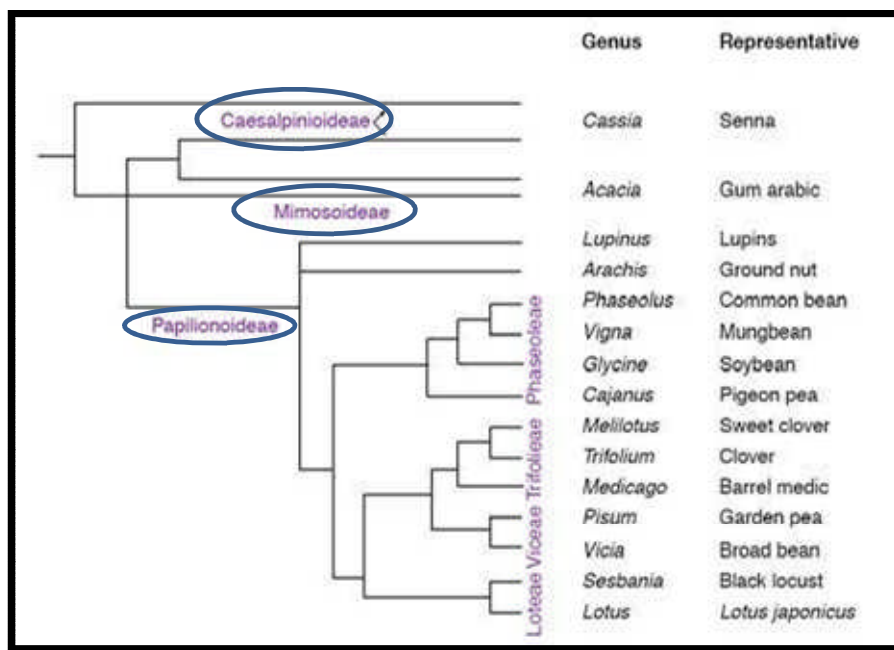 Genus Representative
Caesalpinioideae
Cassia Senna
Acacia Gum arabic
Mimosoideae
Lupinus Lupins
Arachis Ground nut
Papilionoideae
Phaseolus Common bean
Vigna Mungbean
Glycine Soybean
Cajanus Pigeon pea
Phaseoleae
Melilotus Sweet clover
Trifolium Clover
Medicago Barrel medic
Trifolieae
Pisum Garden pea
Vicia Broad bean
Viceae
Sesbania Black locust
Lotus Lotus japonicus
Loteae